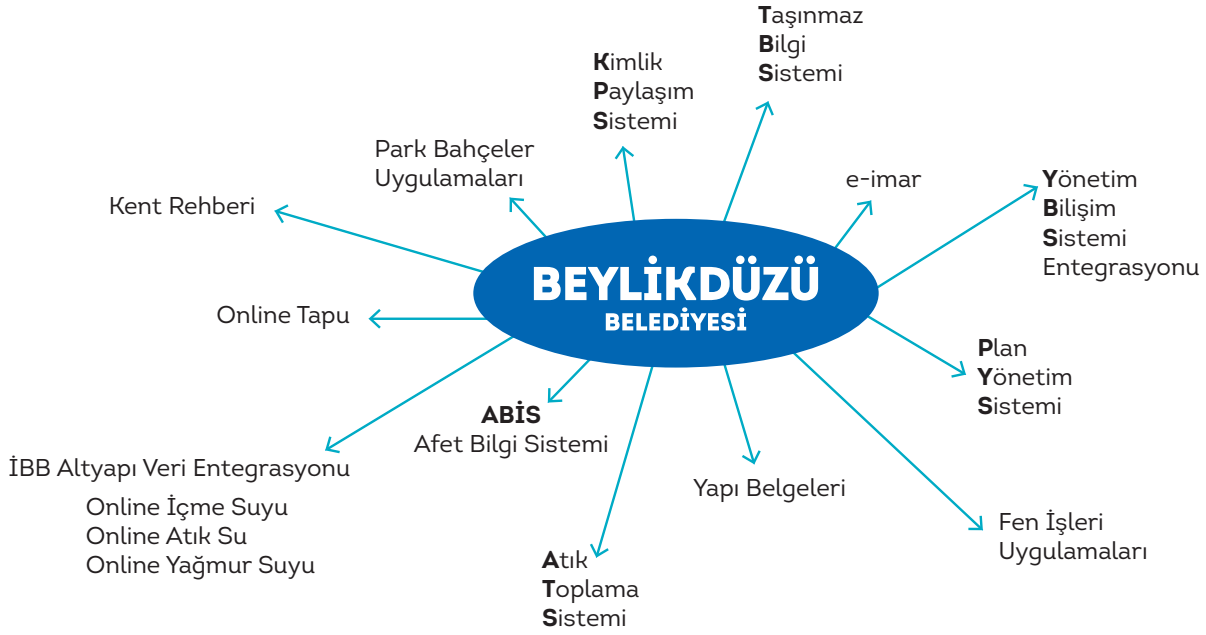 Taşınmaz
Bilgi
Sistemi
Kimlik
Paylaşım
Sistemi
Park Bahçeler
Uygulamaları
e-imar
Yönetim
Bilişim
Sistemi
Entegrasyonu
Kent Rehberi
BEYLİKDÜZÜ
BELEDİYESİ
Online Tapu
Plan
Yönetim
Sistemi
ABİS
Afet Bilgi Sistemi
İBB Altyapı Veri Entegrasyonu
Online İçme Suyu
Online Atık Su
Online Yağmur Suyu
Yapı Belgeleri
Fen İşleri
Uygulamaları
Atık
Toplama
Sistemi